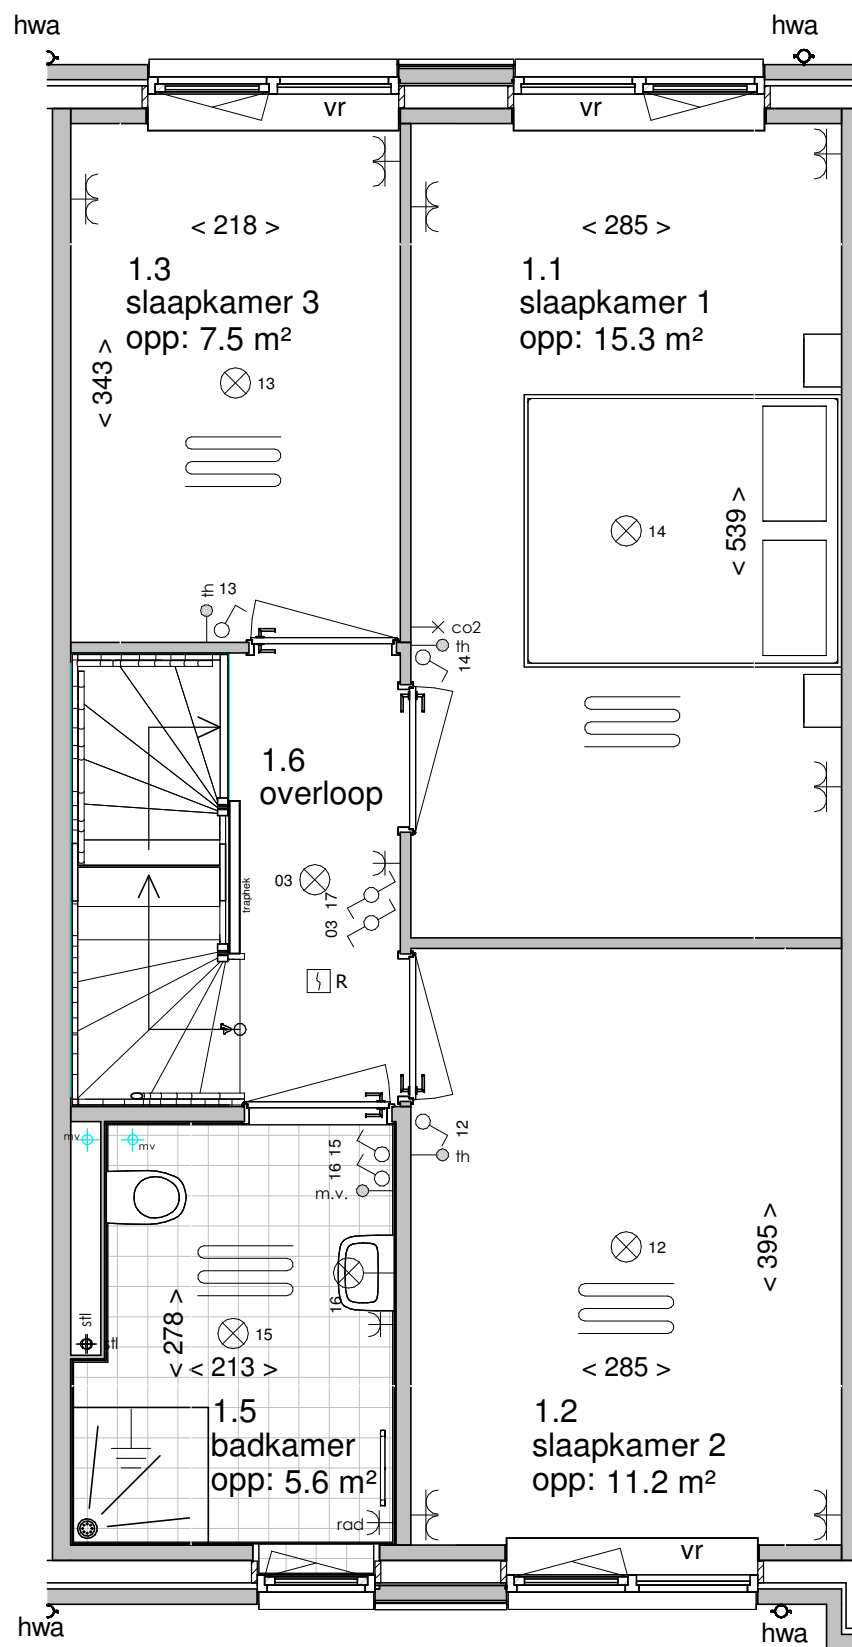 hwa
hwa
vr
vr
< 218 >
< 285 >
1.3
slaapkamer 3
opp: 7.5 m²
1.1
slaapkamer 1
opp: 15.3 m²
< 343 >
13
< 539 >
14
th
13
co2
th
14
1.6
overloop
03
traphek
17
03
R
12
th
mv
mv
15
16
m.v.
< 395 >
12
16
stl
stl
< 278 >
15
< 213 >
< 285 >
1.5
badkamer
opp: 5.6 m²
1.2
slaapkamer 2
opp: 11.2 m²
rad
vr
hwa
hwa